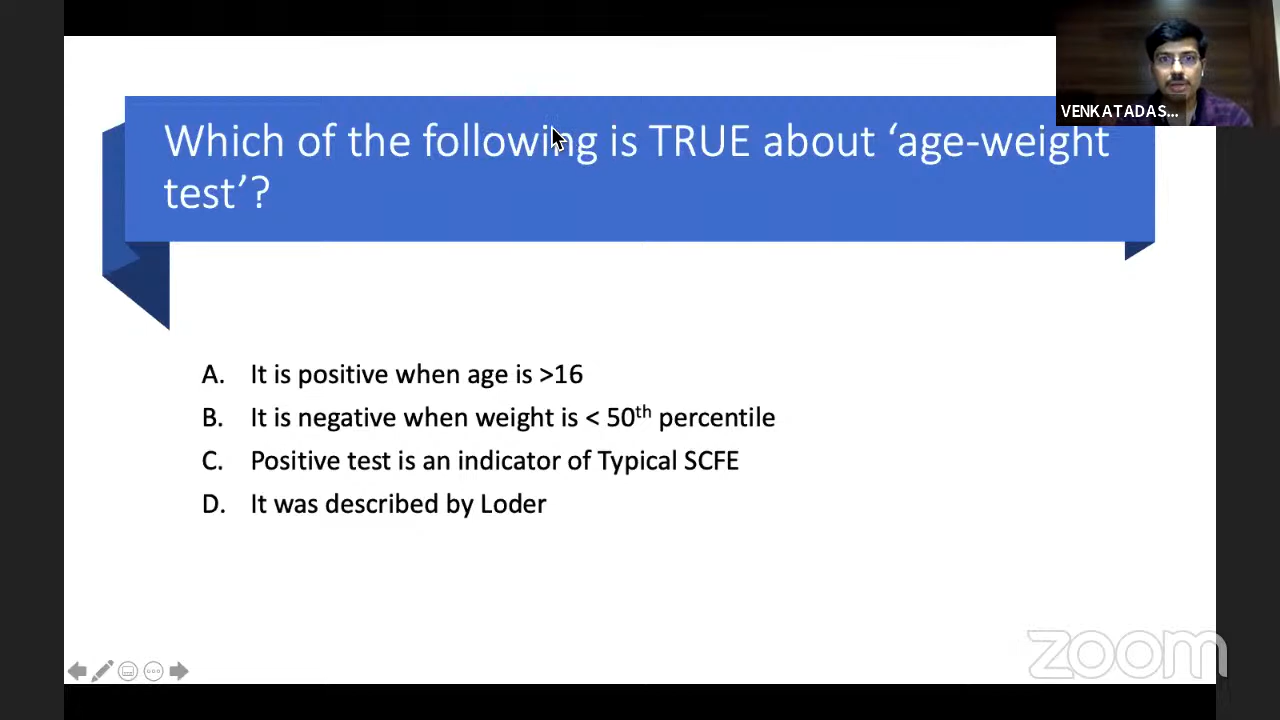 VENKATADAS...
Which of the following is TRUE about ‘age-weight
test’?
A. It is positive when age is >16
B. It is negative when weight is < 50th percentile
C. Positive test is an indicator of Typical SCFE
D. It was described by Loder
zoom